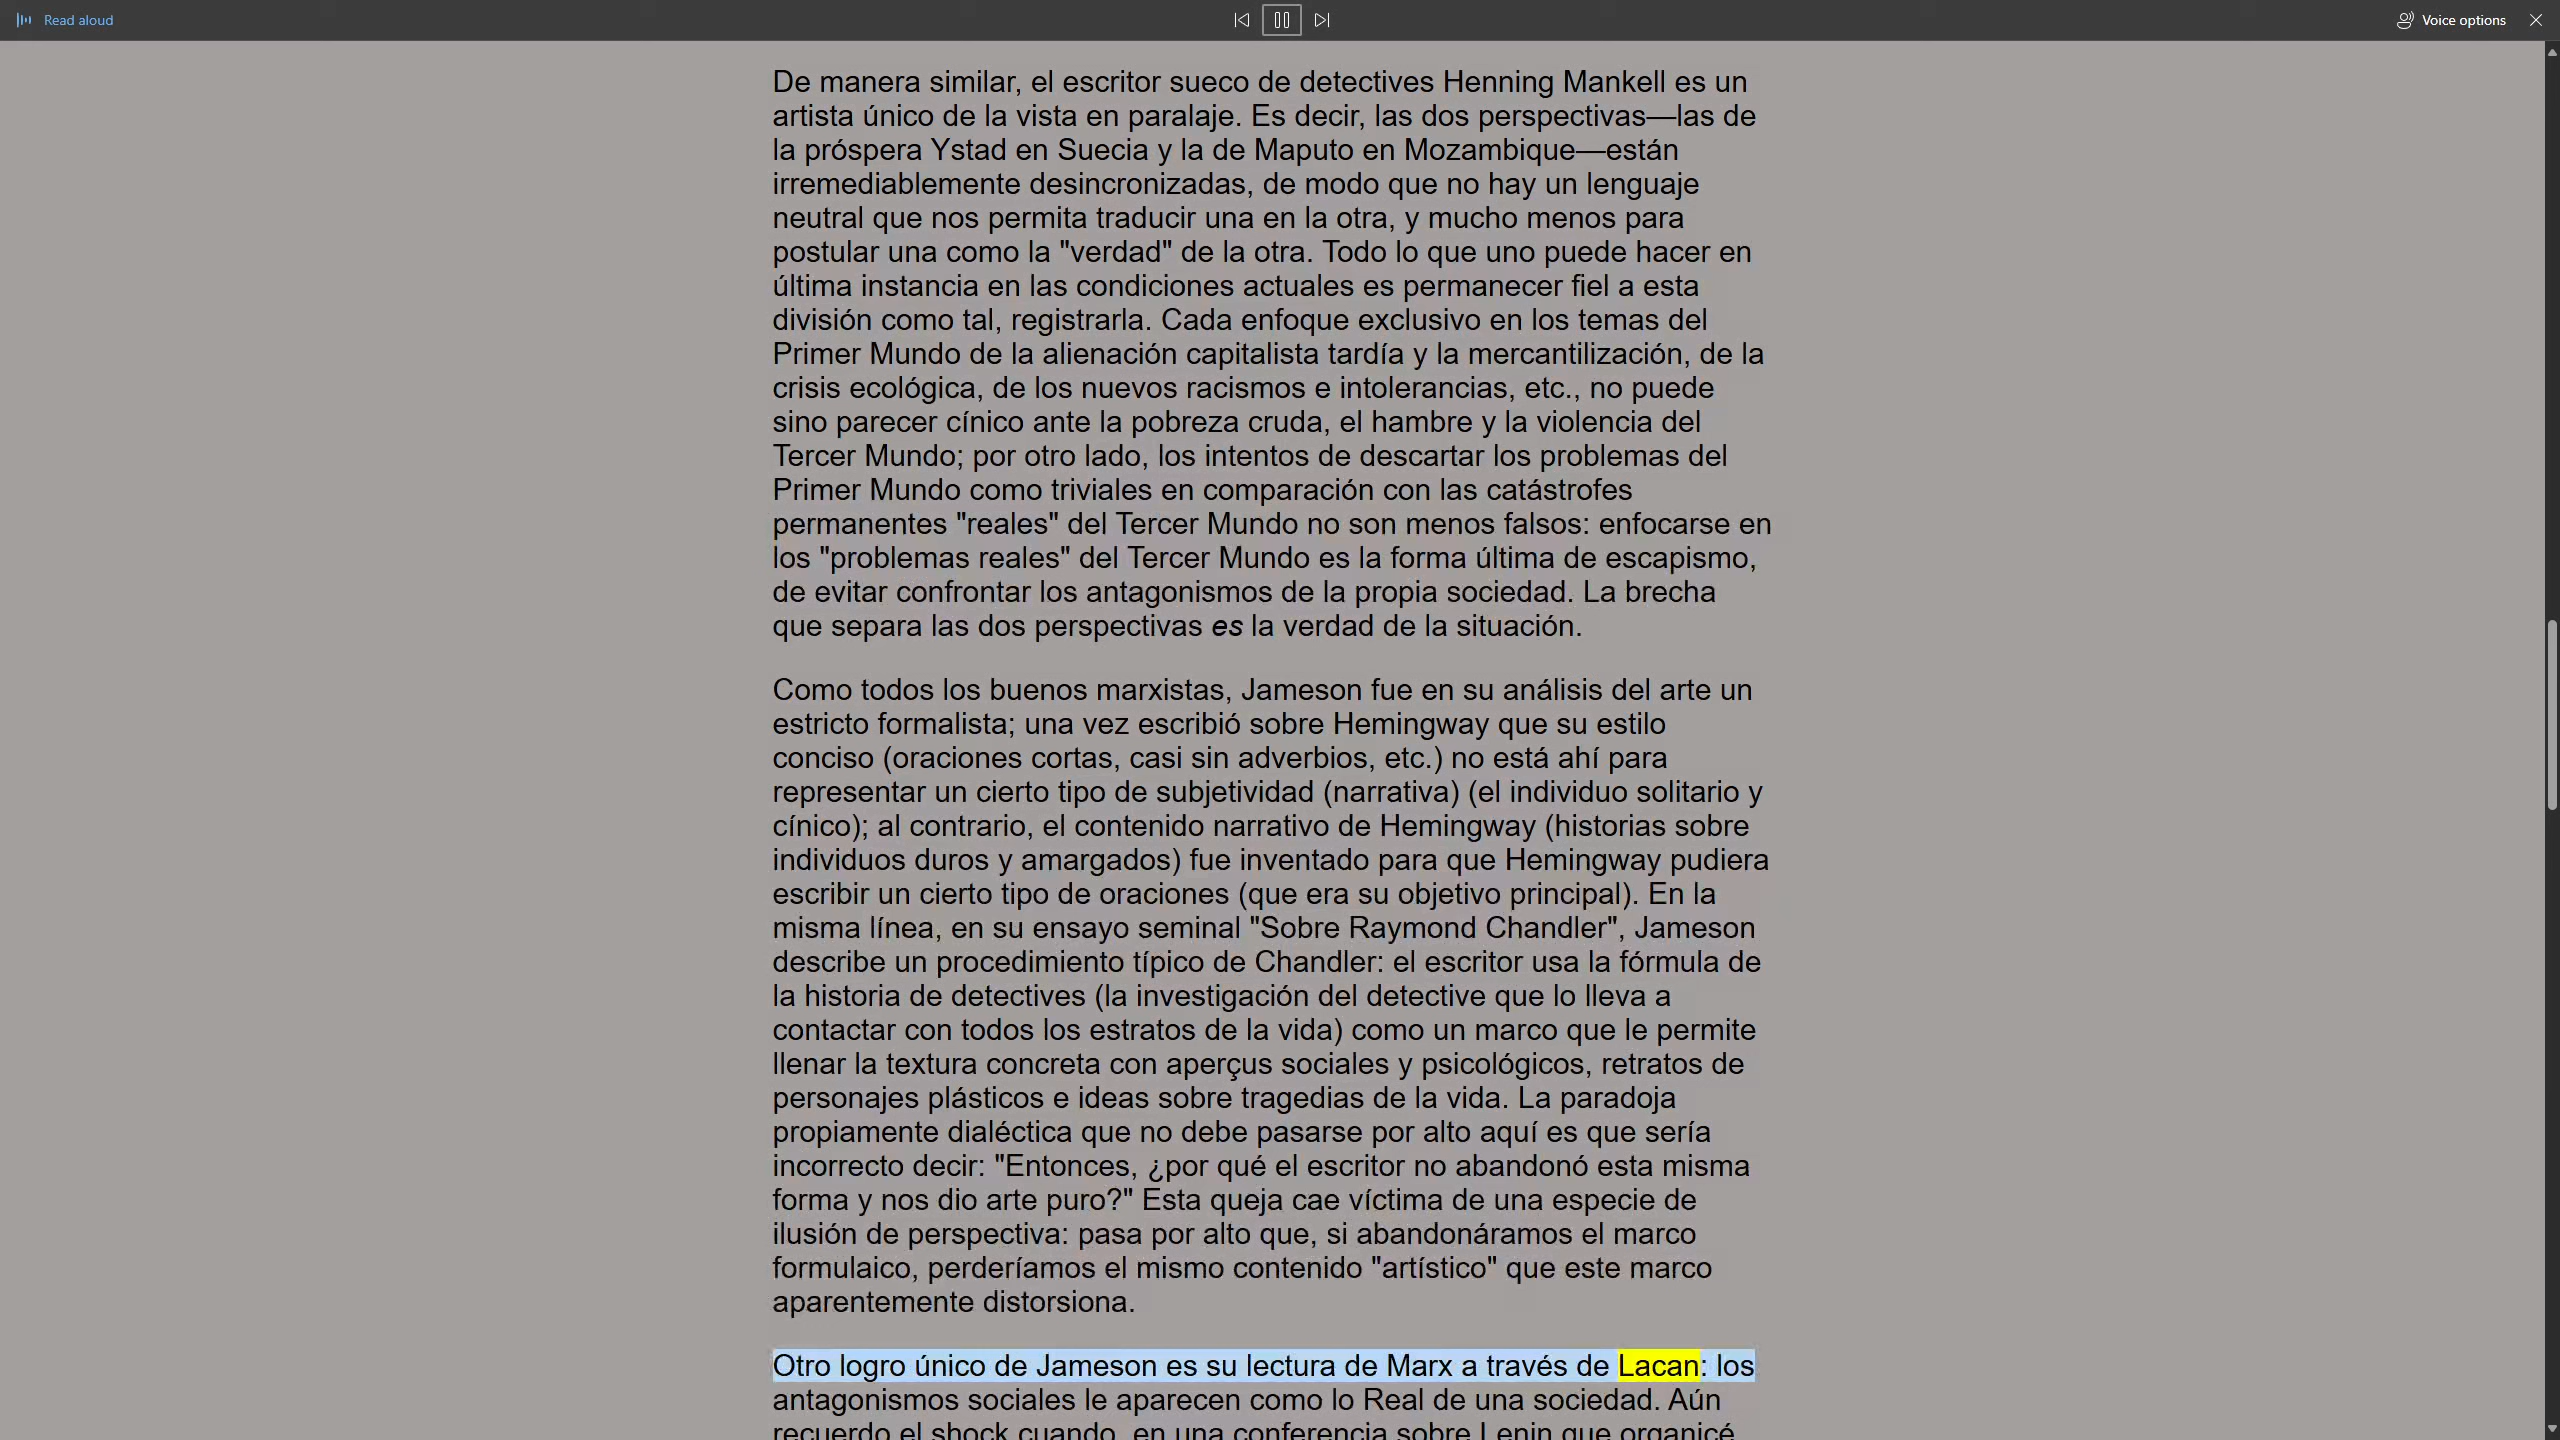 Read aloud
Voice options
De manera similar, el escritor sueco de detectives Henning Mankell es un
artista único de la vista en paralaje. Es decir, las dos perspectivas—las de
la próspera Ystad en Suecia y la de Maputo en Mozambique—están
irremediablemente desincronizadas, de modo que no hay un lenguaje
neutral que nos permita traducir una en la otra, y mucho menos para
postular una como la "verdad" de la otra. Todo lo que uno puede hacer en
última instancia en las condiciones actuales es permanecer fiel a esta
división como tal, registrarla. Cada enfoque exclusivo en los temas del
Primer Mundo de la alienación capitalista tardía y la mercantilización, de la
crisis ecológica, de los nuevos racismos e intolerancias, etc., no puede
sino parecer cínico ante la pobreza cruda, el hambre y la violencia del
Tercer Mundo; por otro lado, los intentos de descartar los problemas del
Primer Mundo como triviales en comparación con las catástrofes
permanentes "reales" del Tercer Mundo no son menos falsos: enfocarse en
los "problemas reales" del Tercer Mundo es la forma última de escapismo,
de evitar confrontar los antagonismos de la propia sociedad. La brecha
que separa las dos perspectivas es la verdad de la situación.
Como todos los buenos marxistas, Jameson fue en su análisis del arte un
estricto formalista; una vez escribió sobre Hemingway que su estilo
conciso (oraciones cortas, casi sin adverbios, etc.) no está ahí para
representar un cierto tipo de subjetividad (narrativa) (el individuo solitario y
cínico); al contrario, el contenido narrativo de Hemingway (historias sobre
individuos duros y amargados) fue inventado para que Hemingway pudiera
escribir un cierto tipo de oraciones (que era su objetivo principal). En la
misma línea, en su ensayo seminal "Sobre Raymond Chandler", Jameson
describe un procedimiento típico de Chandler: el escritor usa la fórmula de
la historia de detectives (la investigación del detective que lo lleva a
contactar con todos los estratos de la vida) como un marco que le permite
llenar la textura concreta con aperçus sociales y psicológicos, retratos de
personajes plásticos e ideas sobre tragedias de la vida. La paradoja
propiamente dialéctica que no debe pasarse por alto aquí es que sería
incorrecto decir: "Entonces, ¿por qué el escritor no abandonó esta misma
forma y nos dio arte puro?" Esta queja cae víctima de una especie de
ilusión de perspectiva: pasa por alto que, si abandonáramos el marco
formulaico, perderíamos el mismo contenido "artístico" que este marco
aparentemente distorsiona.
Otro logro único de Jameson es su lectura de Marx a través de Lacan: los
antagonismos sociales le aparecen como lo Real de una sociedad. Aún
recuerdo el shock cuando, en una conferencia sobre Lenin que organicé